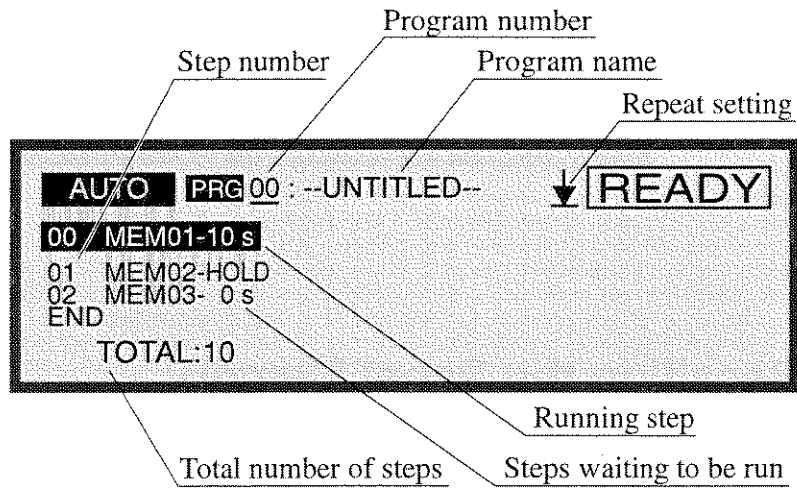 Program number
Step number
Program name
Repeat setting
AUTO PRG 00 : --UNTITLED-- READY
00 MEM01-10 s
01 MEM02-HOLD
02 MEM03- 0 s
END
TOTAL:10
Running step
Total number of steps
Steps waiting to be run